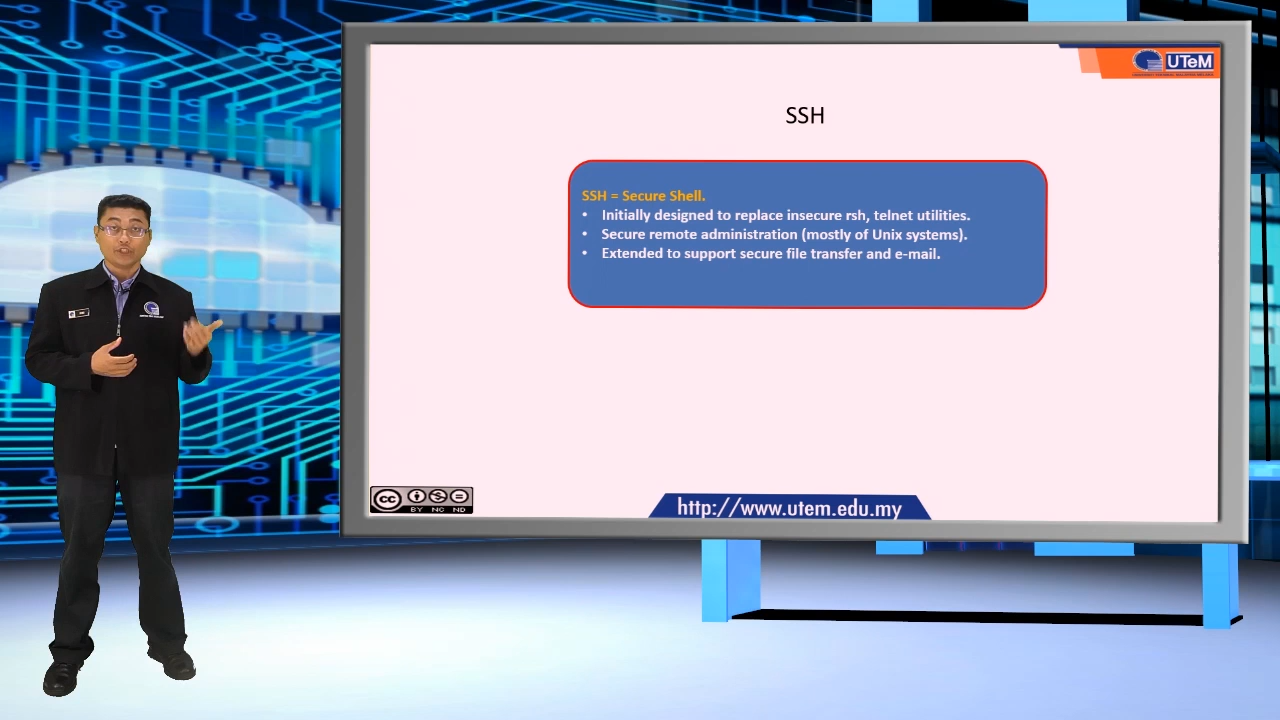 UTeM
SSH
SSH = Secure Shell.
• Initially designed to replace insecure rsh, telnet utilities.
• Secure remote administration (mostly of Unix systems).
• Extended to support secure file transfer and e-mail.
cc
BY NC ND
http://www.utem.edu.my